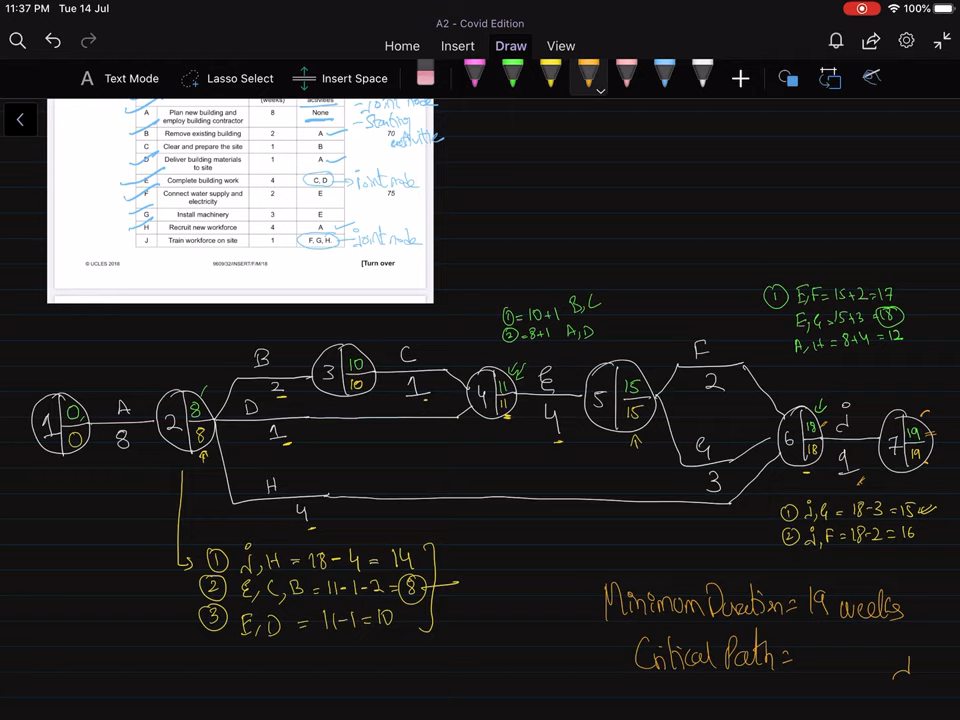 11:37 PM Tue 14 Jul
100%
A2 - Covid Edition
Home Insert Draw View
A Text Mode Lasso Select Insert Space
(weeks) activities
A Plan new building and employ building contractor 8 None
B Remove existing building 2 A 70
C Clear and prepare the site 1 B
D Deliver building materials to site 1 A
E Complete building work 4 C, D
F Connect water supply and electricity 2 E 75
G Install machinery 3 E
H Recruit new workforce 4 A
J Train workforce on site 1 F, G, H.
- Joint node
- Starting
joint node
joint node
© UCLES 2018 9609/32/INSERT/F/M/18 [Turn over
① = 10+1 B, C
② = 8+1 A, D
① E,F = 15+2 = 17
E, G = 15+3 = 18
A, H = 8+4 = 12
1 0 0
A 8
2 8 8
B 2
3 10 10
C 1
D 1
4 11 11
E 4
5 15 15
F 2
G 3
H 4
6 18 18
j 1
7 19 19
① j, G = 18-3 = 15
② j, F = 18-2 = 16
① j, H = 18-4 = 14
② E, C, B = 11-1-2 = 8
③ E, D = 11-1 = 10
Minimum Duration = 19 weeks
Critical Path =